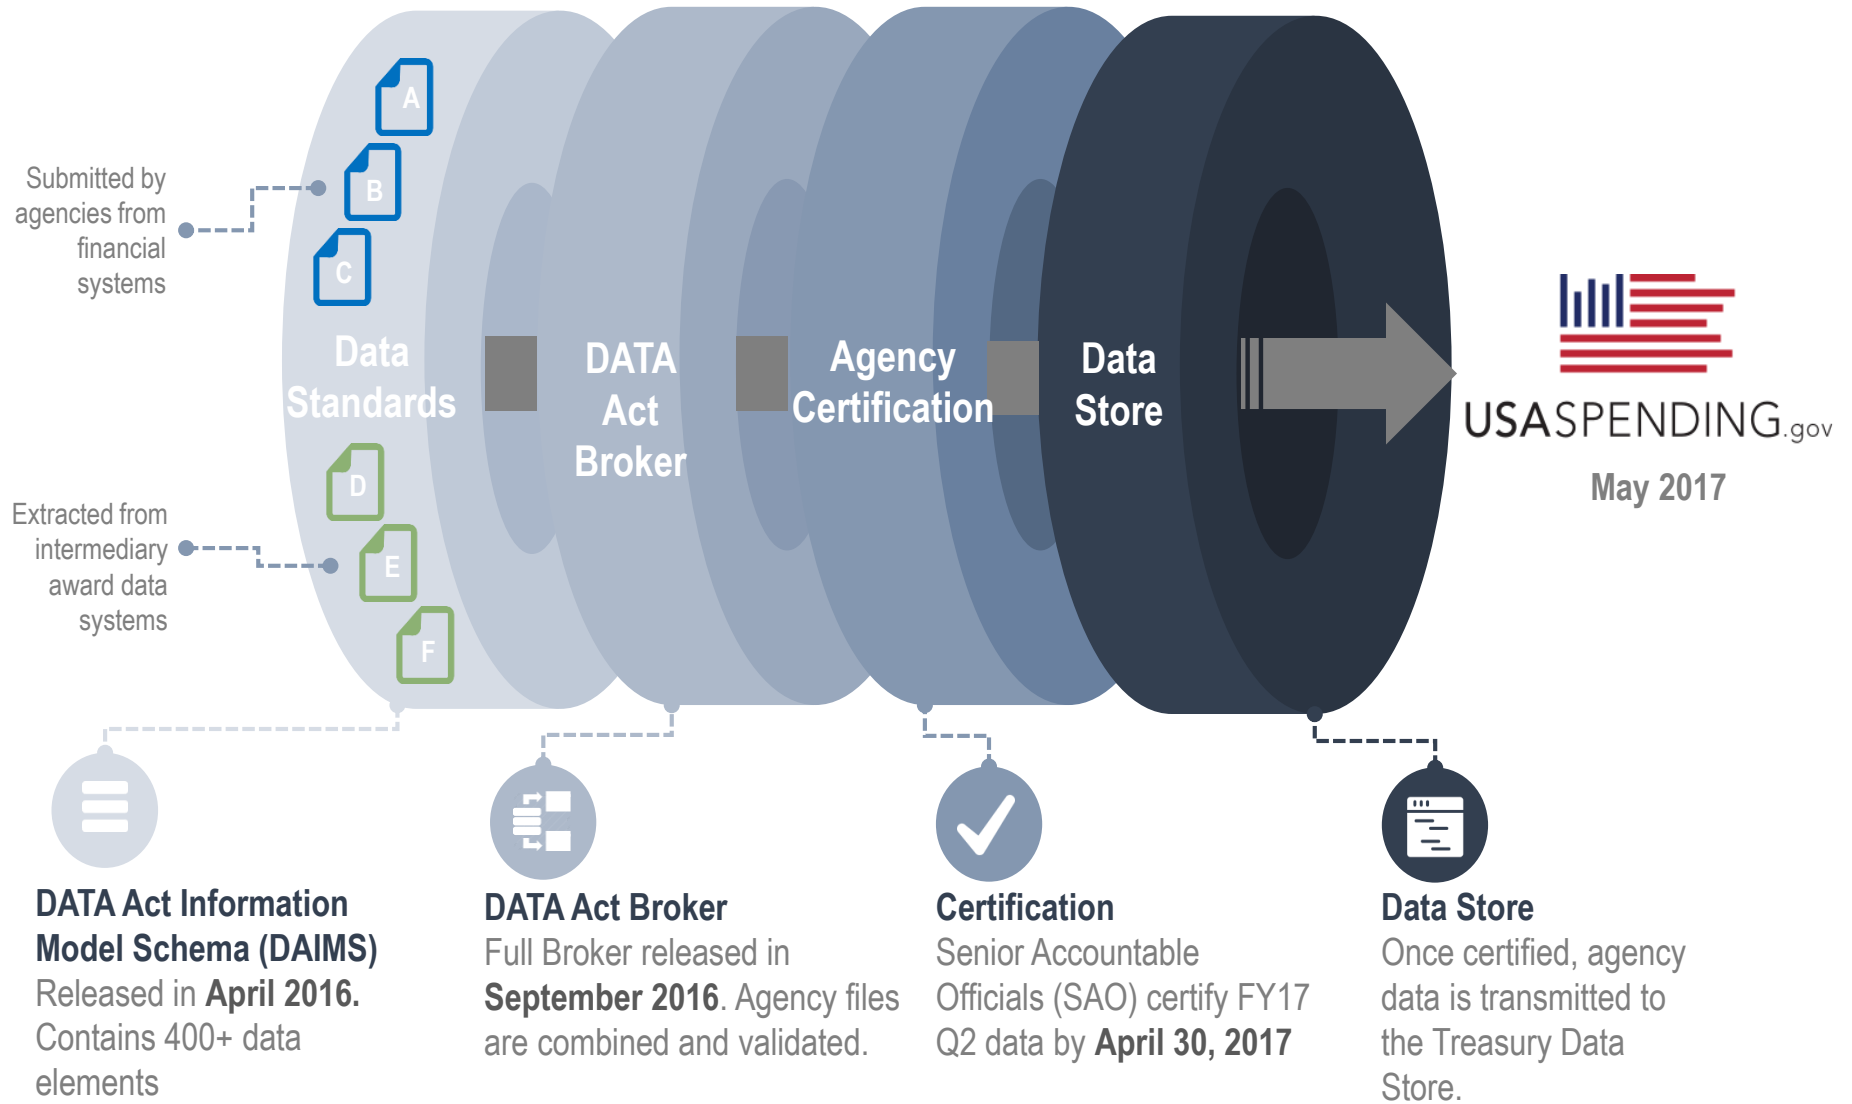 A
B
C
Submitted by
agencies from
financial
systems
Data
Standards
D
E
F
Extracted from
intermediary
award data
systems
DATA
Act
Broker
Agency
Certification
Data
Store
USASPENDING.gov
May 2017
DATA Act Information
Model Schema (DAIMS)
Released in April 2016.
Contains 400+ data
elements
DATA Act Broker
Full Broker released in
September 2016. Agency files
are combined and validated.
Certification
Senior Accountable
Officials (SAO) certify FY17
Q2 data by April 30, 2017
Data Store
Once certified, agency
data is transmitted to
the Treasury Data
Store.